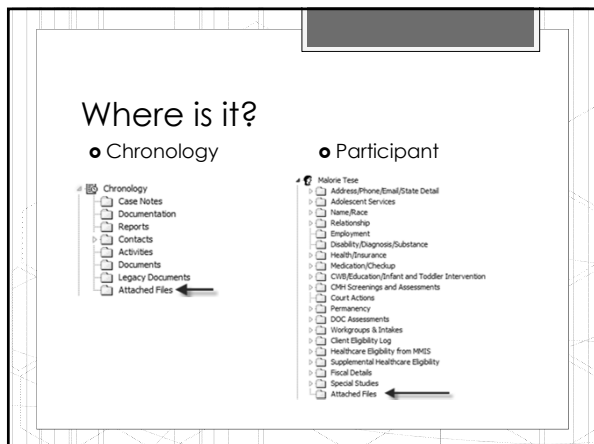 Where is it?
Chronology
Chronology
Case Notes
Documentation
Reports
Contacts
Activities
Documents
Legacy Documents
Attached Files
Participant
Malorie Tese
Address/Phone/Email/State Detail
Adolescent Services
Name/Race
Relationship
Employment
Disability/Diagnosis/Substance
Health/Insurance
Medication/Checkup
CWB/Education/Infant and Toddler Intervention
CMH Screenings and Assessments
Court Actions
Permanency
DOC Assessments
Workgroups & Intakes
Client Eligibility Log
Healthcare Eligibility from MMIS
Supplemental Healthcare Eligibility
Fiscal Details
Special Studies
Attached Files